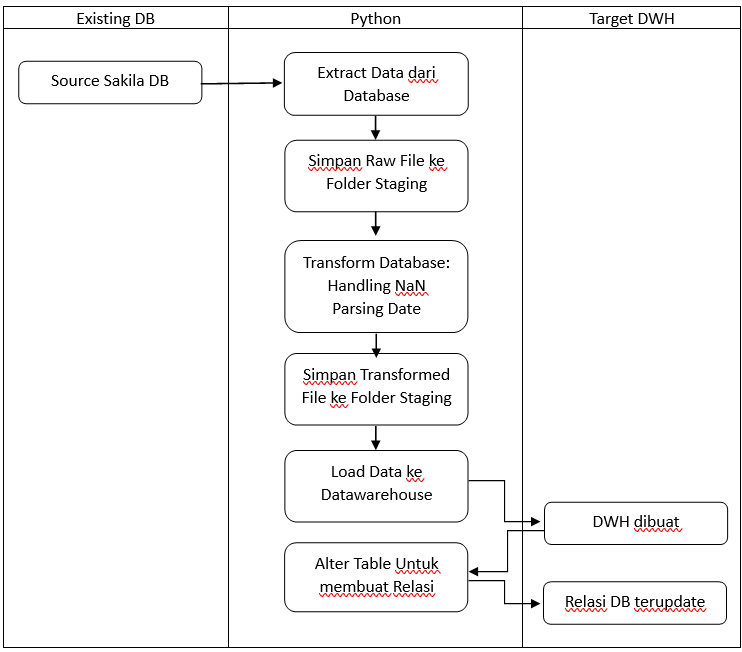 Existing DB
Python
Target DWH
Source Sakila DB
Extract Data dari
Database
Simpan Raw File ke
Folder Staging
Transform Database:
Handling NaN
Parsing Date
Simpan Transformed
File ke Folder Staging
Load Data ke
Datawarehouse
DWH dibuat
Alter Table Untuk
membuat Relasi
Relasi DB terupdate